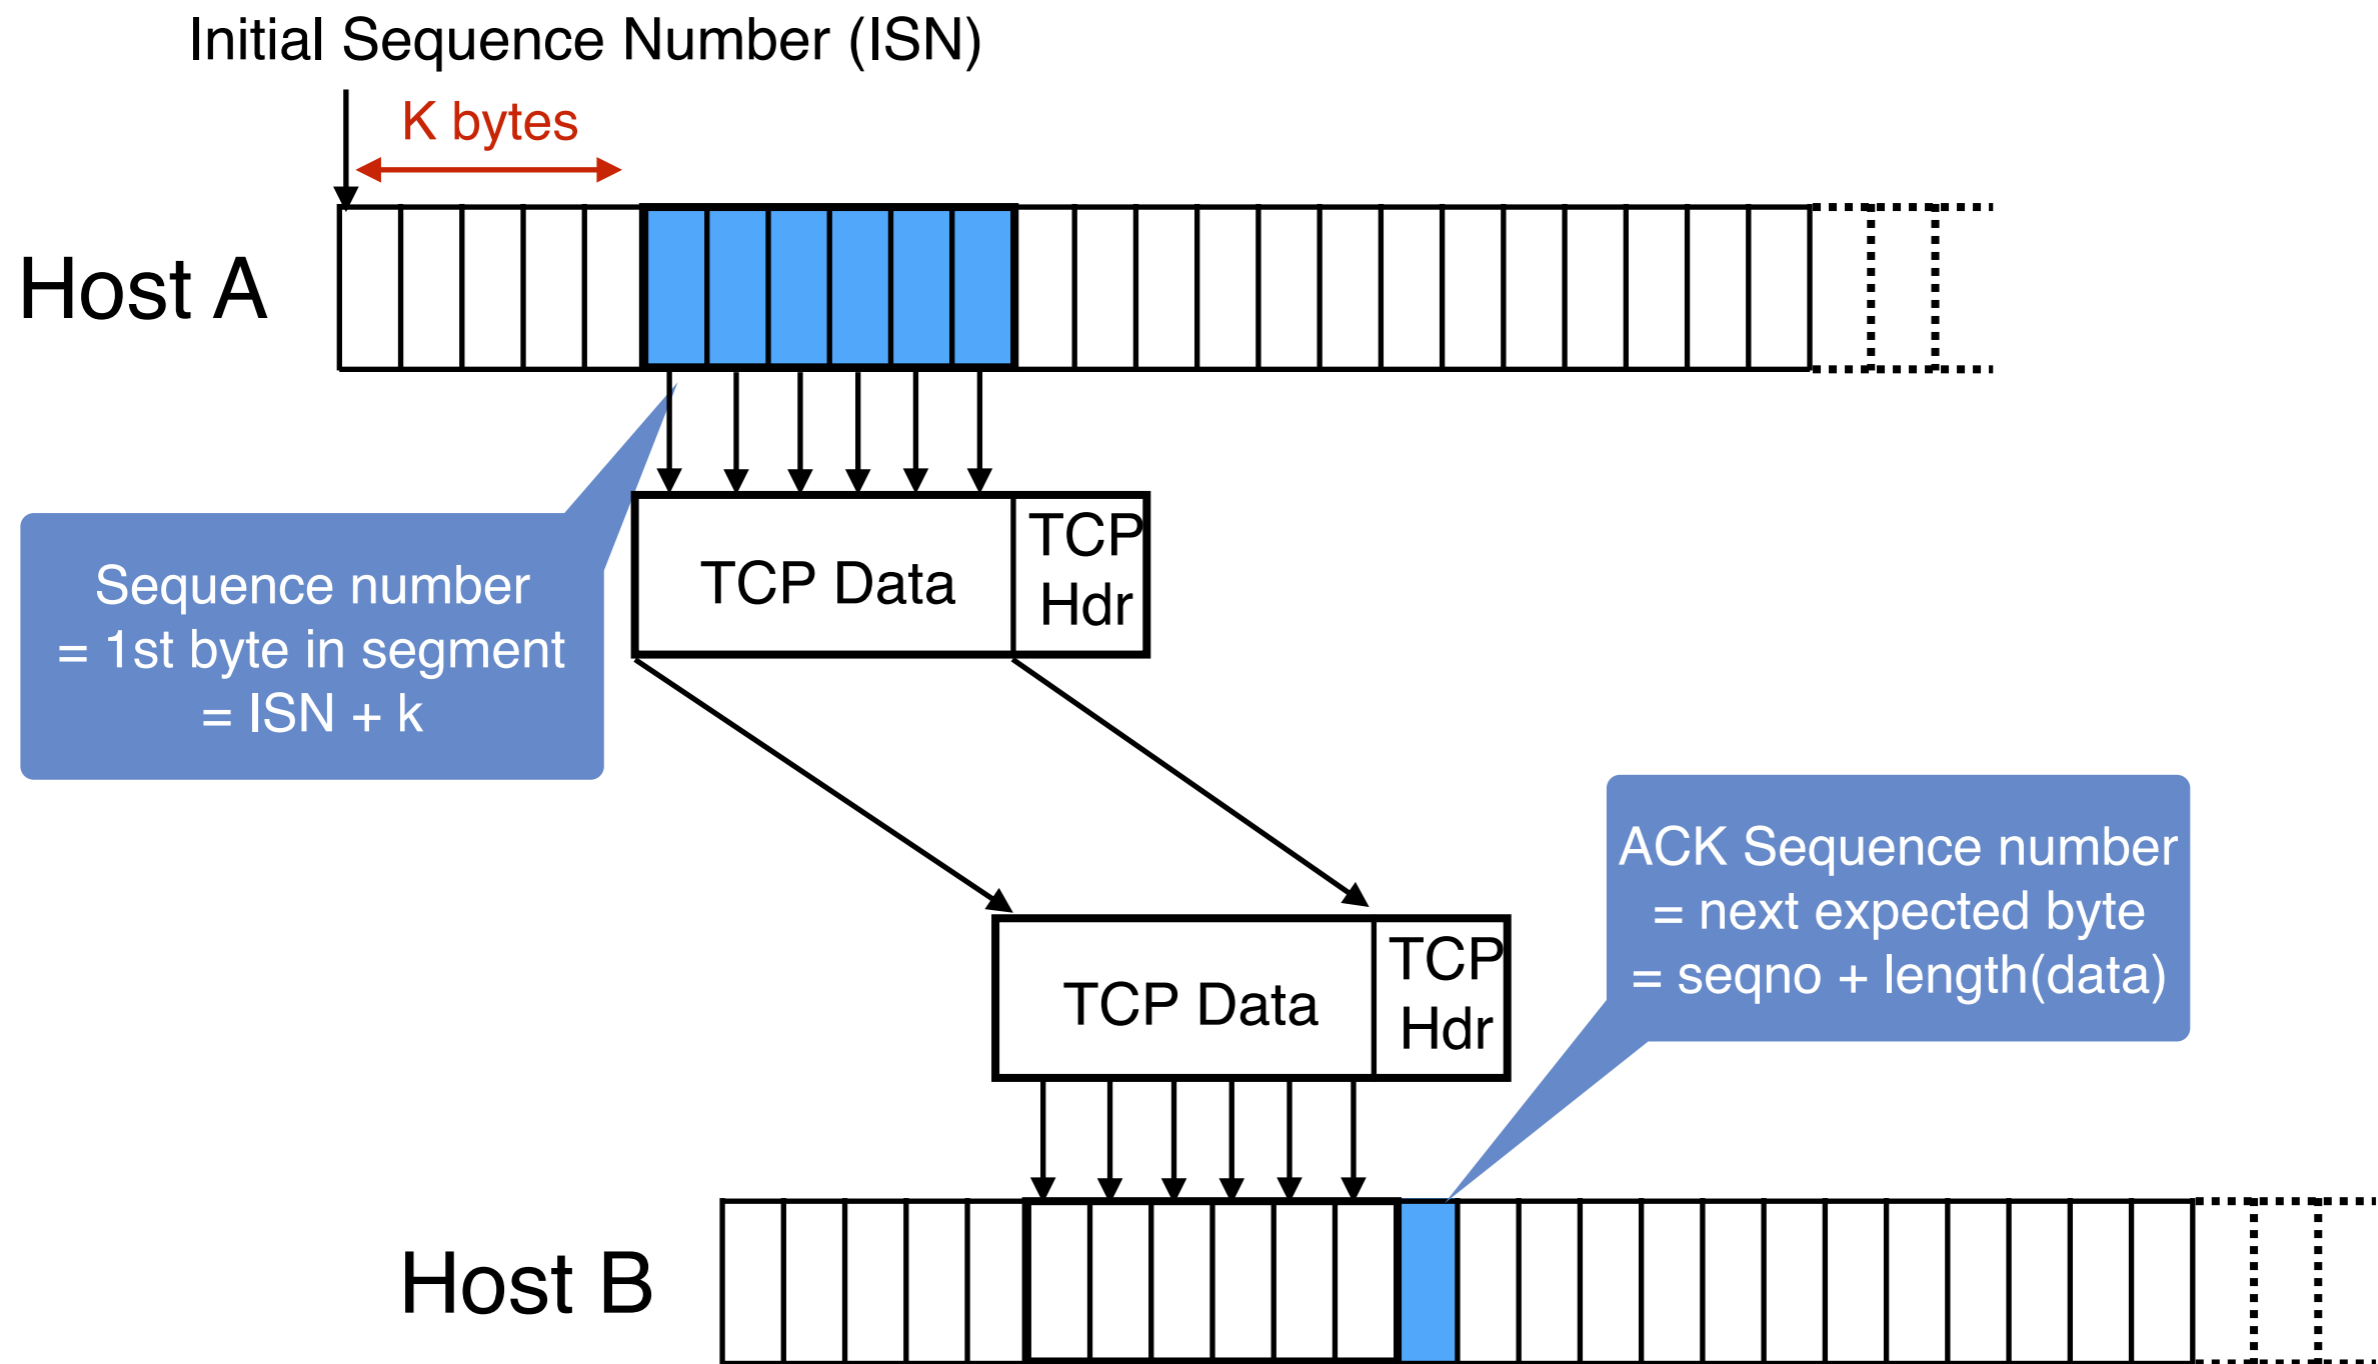 Initial Sequence Number (ISN)
K bytes
Host A
TCP Data
TCP
Hdr
Sequence number
= 1st byte in segment
= ISN + k
ACK Sequence number
= next expected byte
= seqno + length(data)
TCP Data
TCP
Hdr
Host B